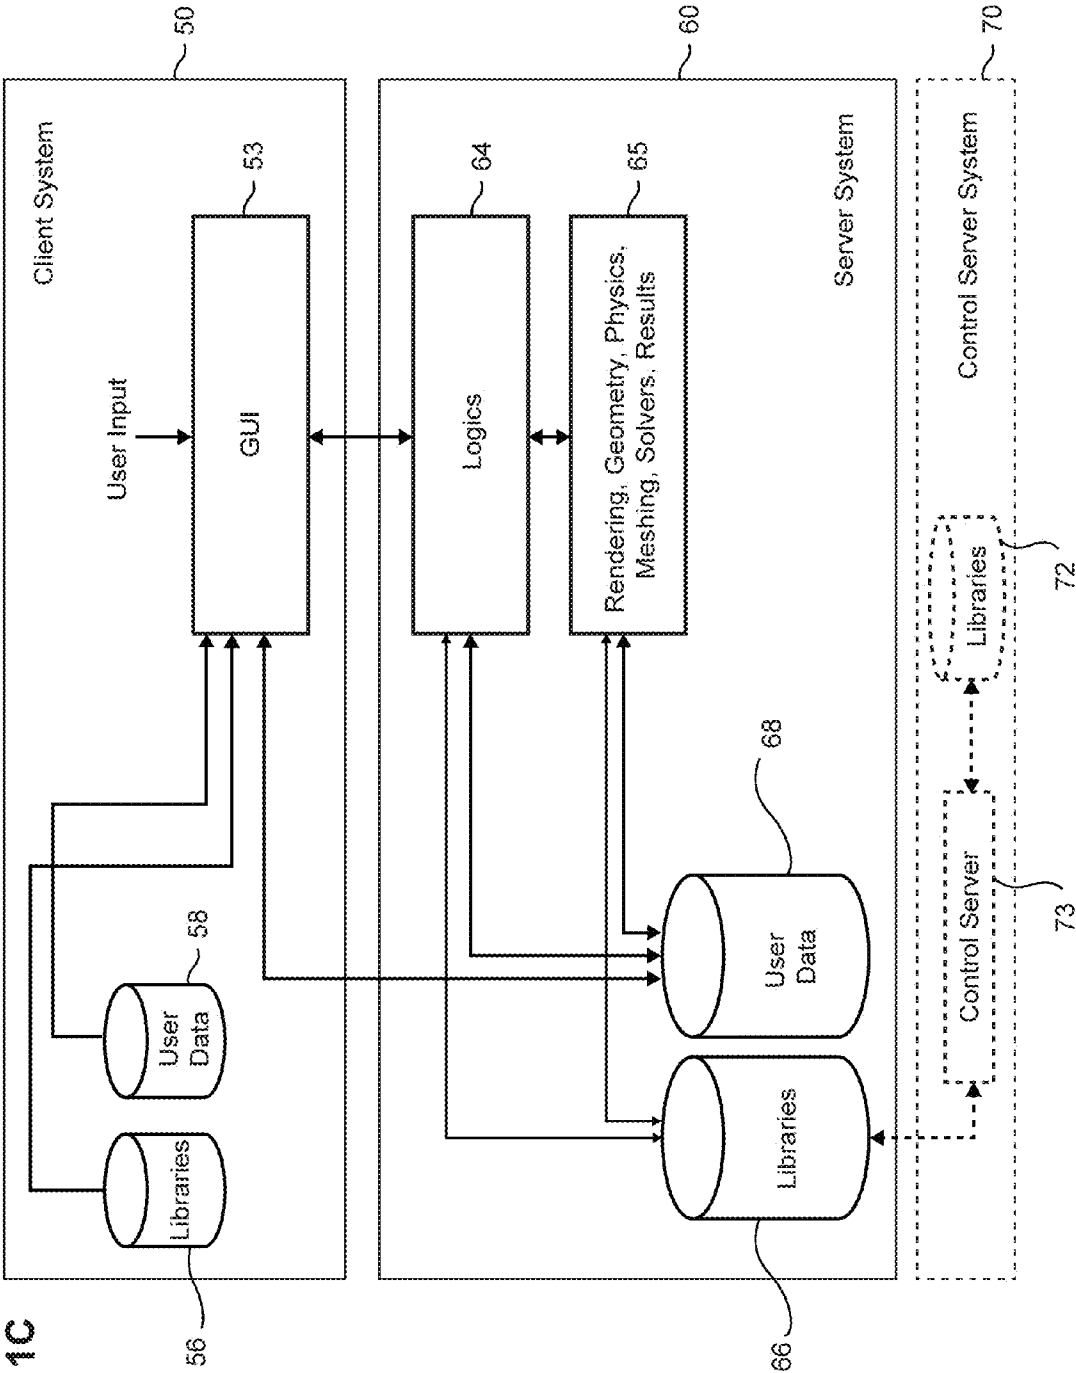 1C
50
Client System
User Input
53
GUI
58
User
Data
56
Libraries
60
Server System
64
Logics
65
Rendering, Geometry, Physics,
Meshing, Solvers, Results
68
User
Data
66
Libraries
70
Control Server System
72
Libraries
73
Control Server